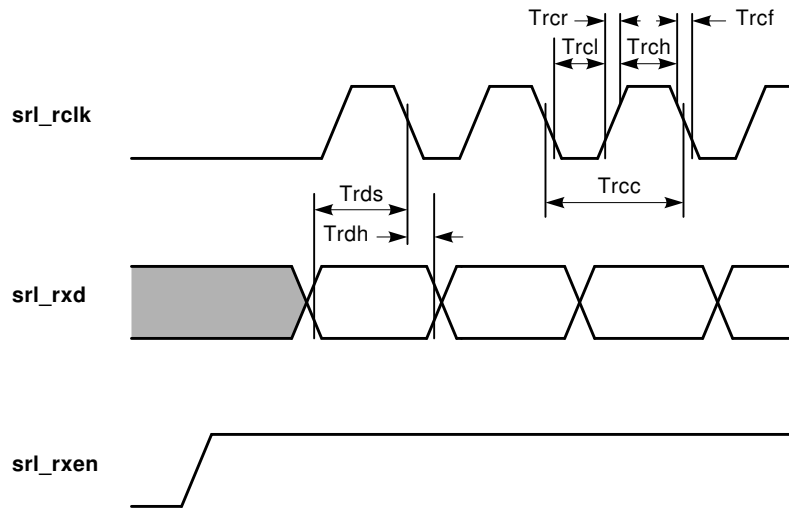 Trcr
Trcf
Trcl
Trch
srl_rclk
Trcc
Trds
Trdh
srl_rxd
srl_rxen